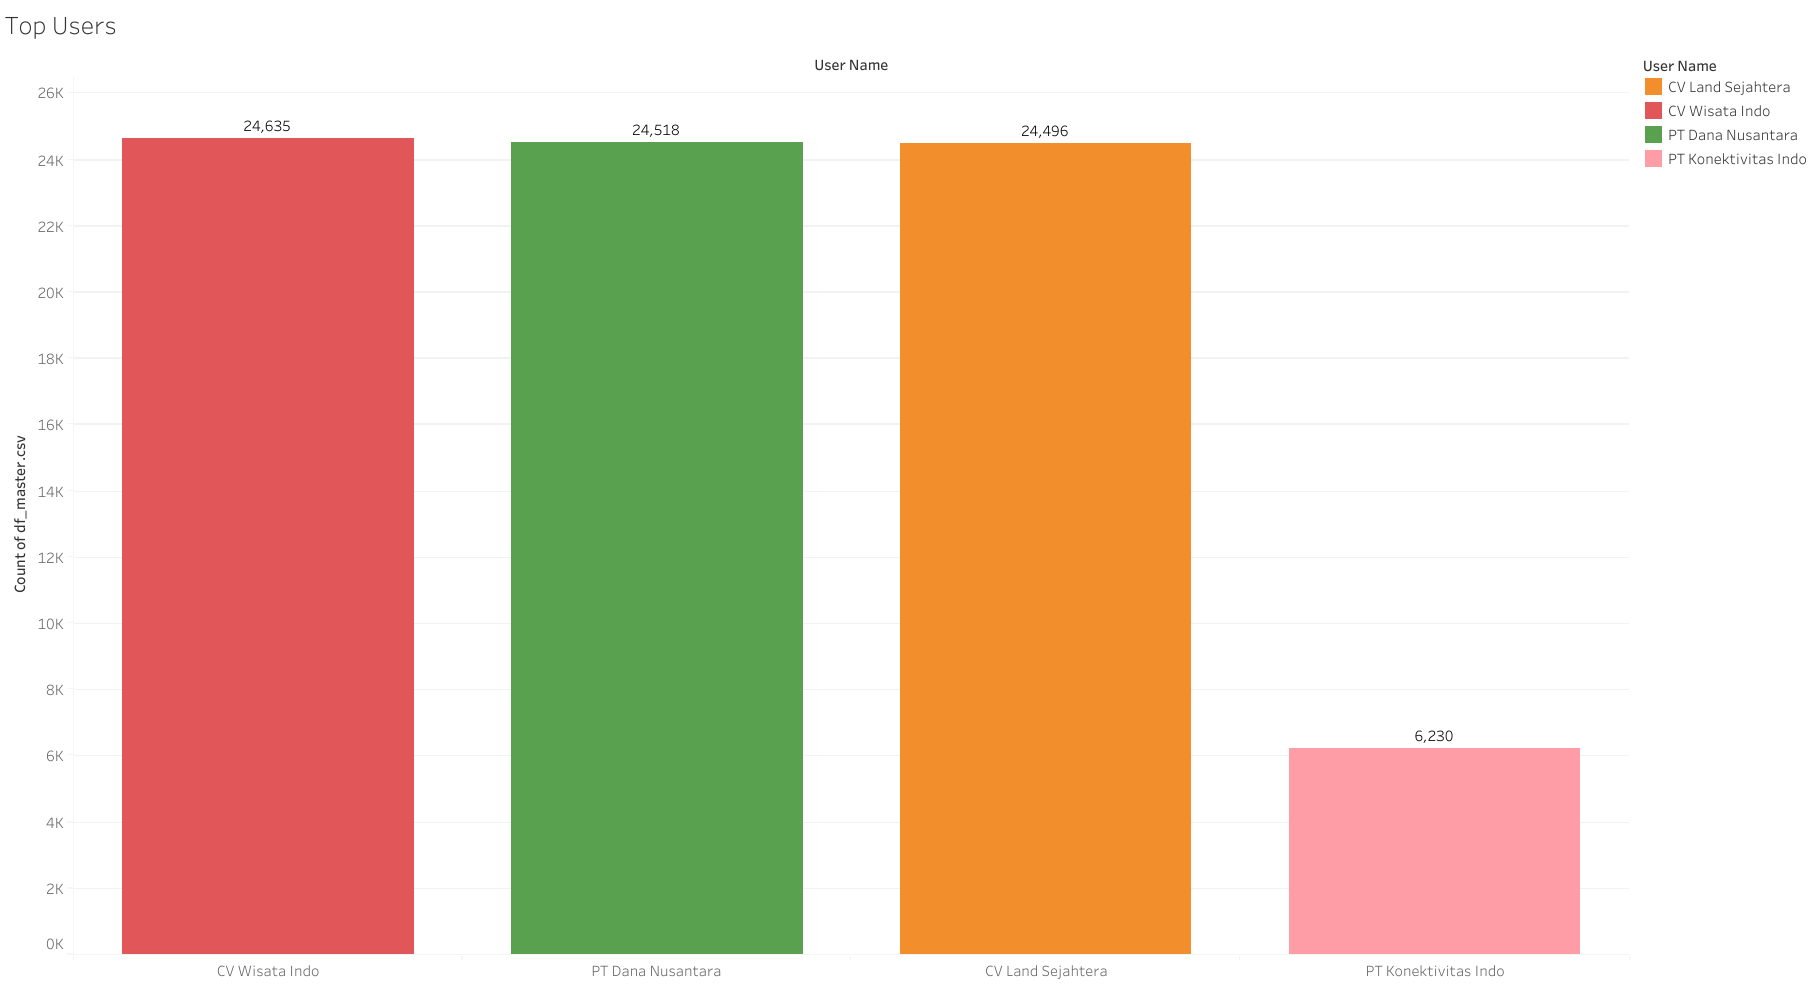 Top Users
User Name
User Name
CV Land Sejahtera
CV Wisata Indo
PT Dana Nusantara
PT Konektivitas Indo
Count of df_master.csv
26K
24K
22K
20K
18K
16K
14K
12K
10K
8K
6K
4K
2K
0K
24,635
24,518
24,496
6,230
CV Wisata Indo
PT Dana Nusantara
CV Land Sejahtera
PT Konektivitas Indo